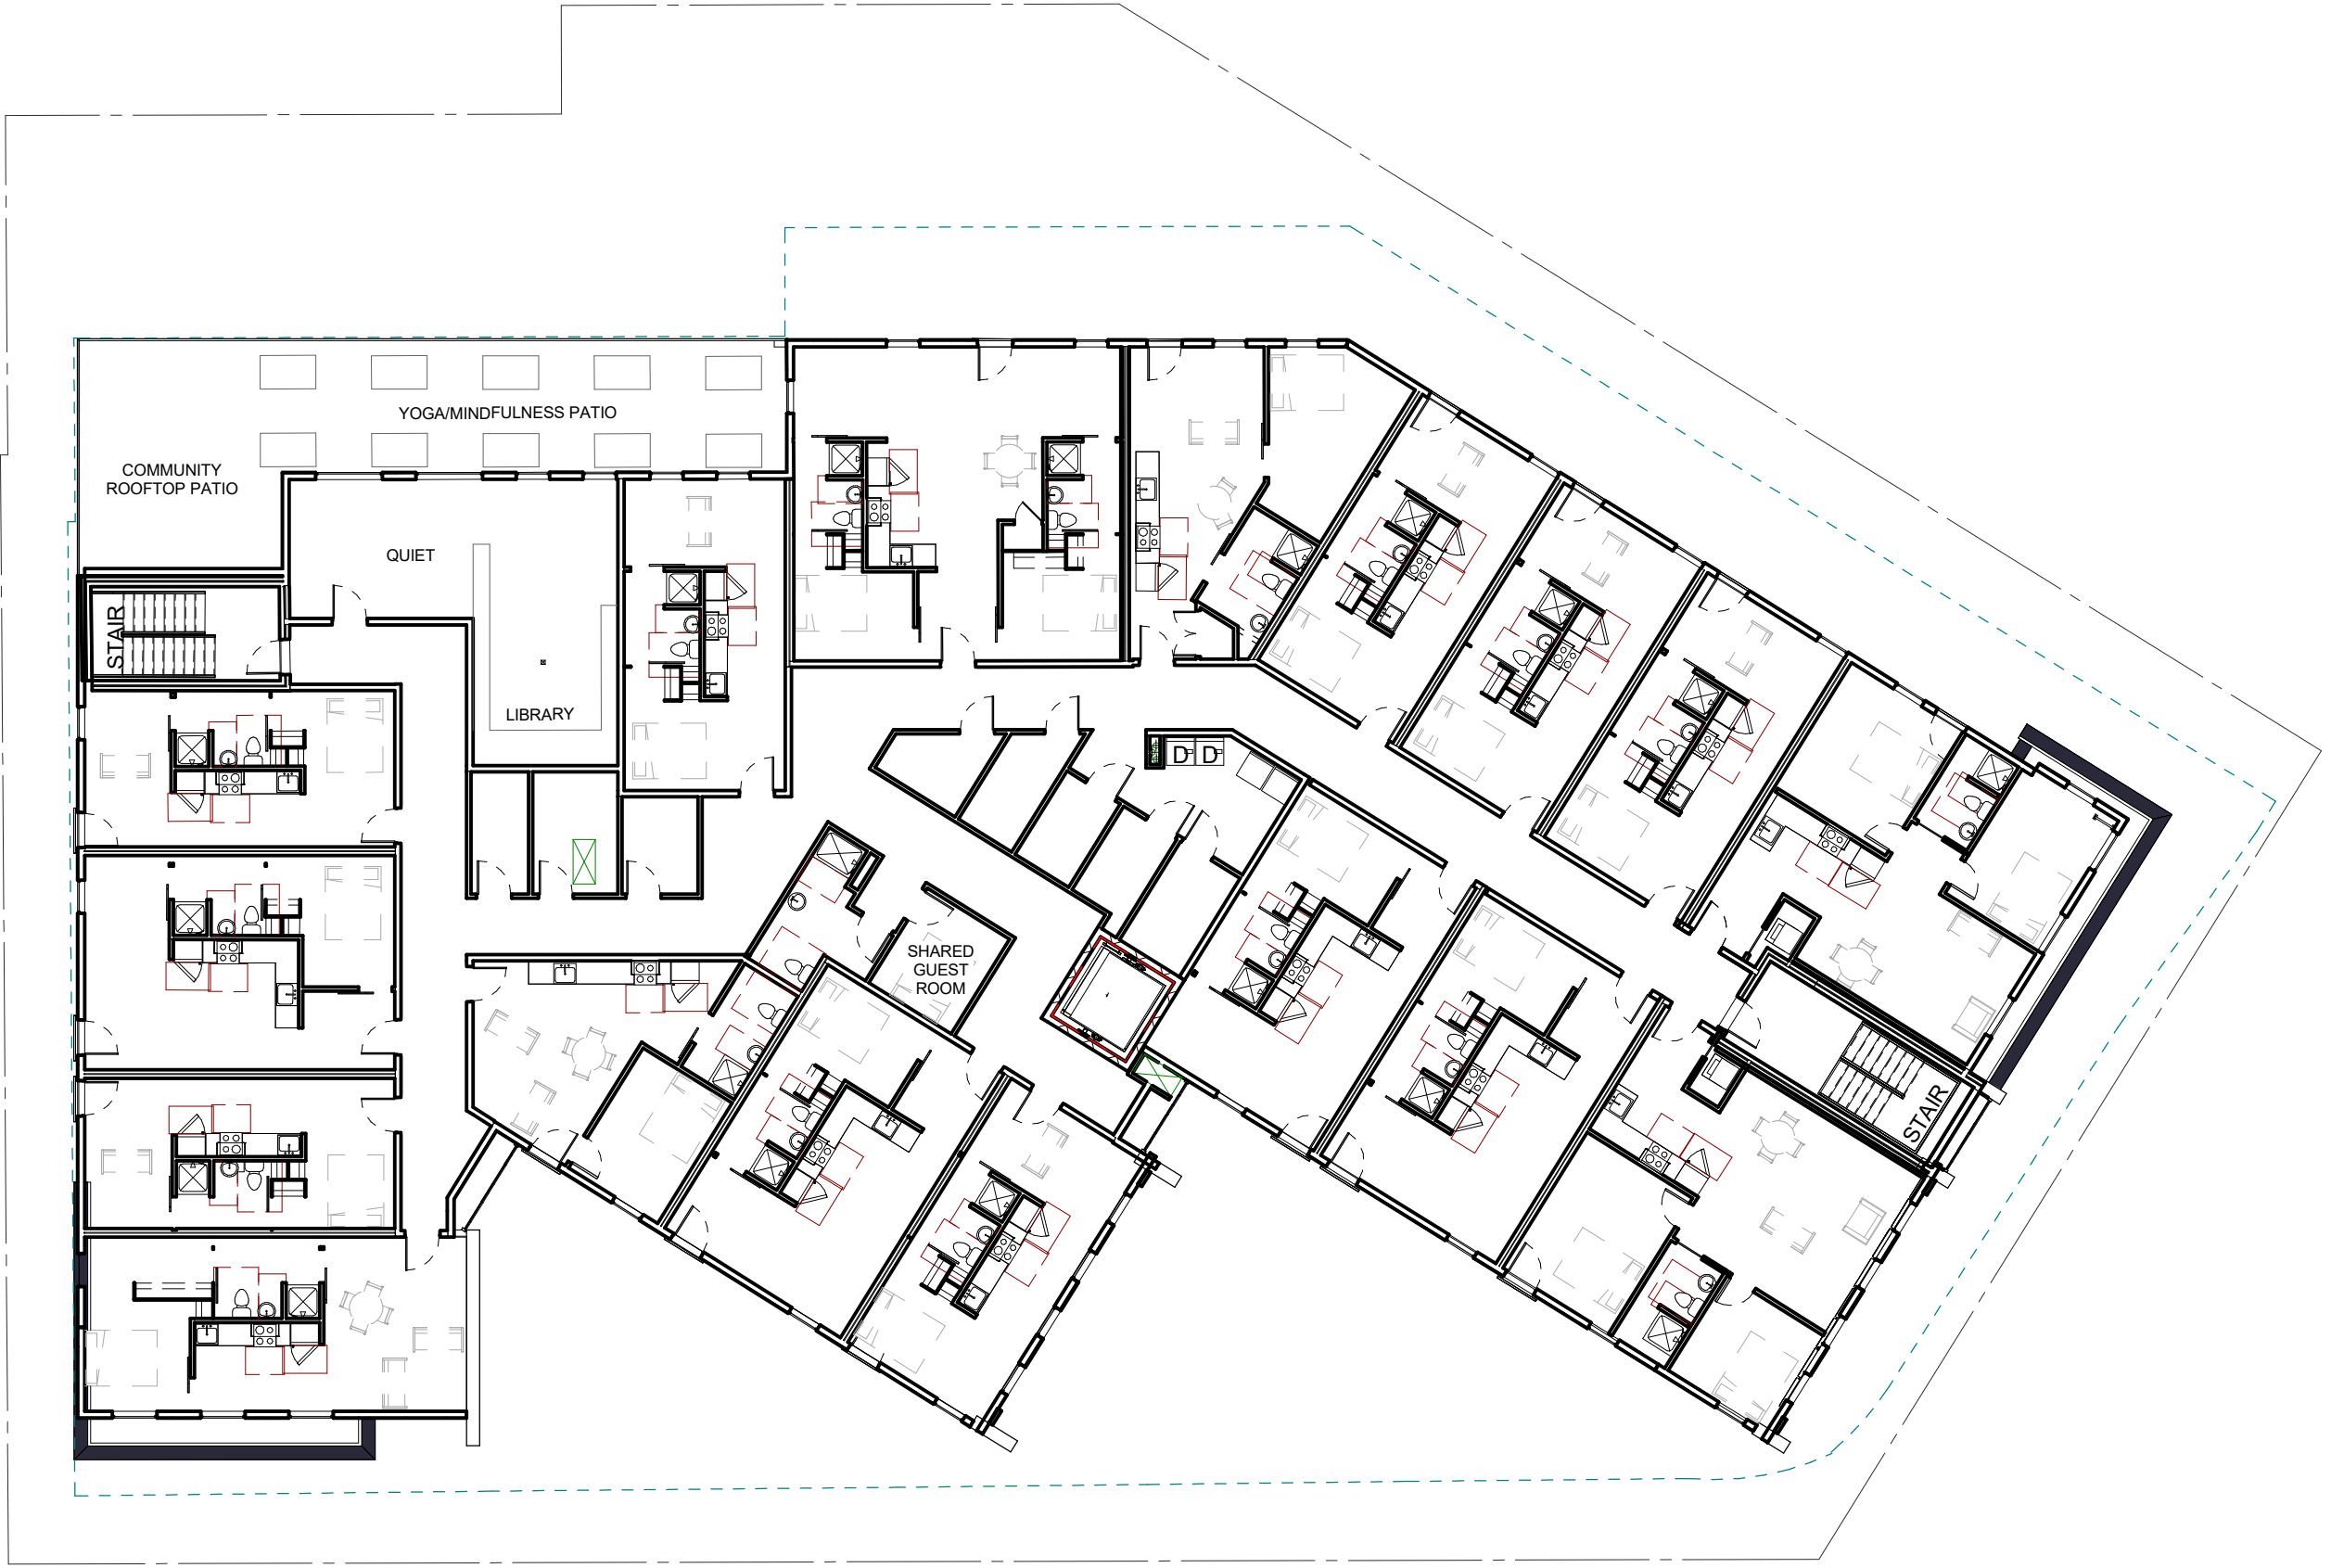 YOGA/MINDFULNESS PATIO
COMMUNITY
ROOFTOP PATIO
QUIET
STAIR
LIBRARY
D D
SHARED
GUEST
ROOM
STAIR